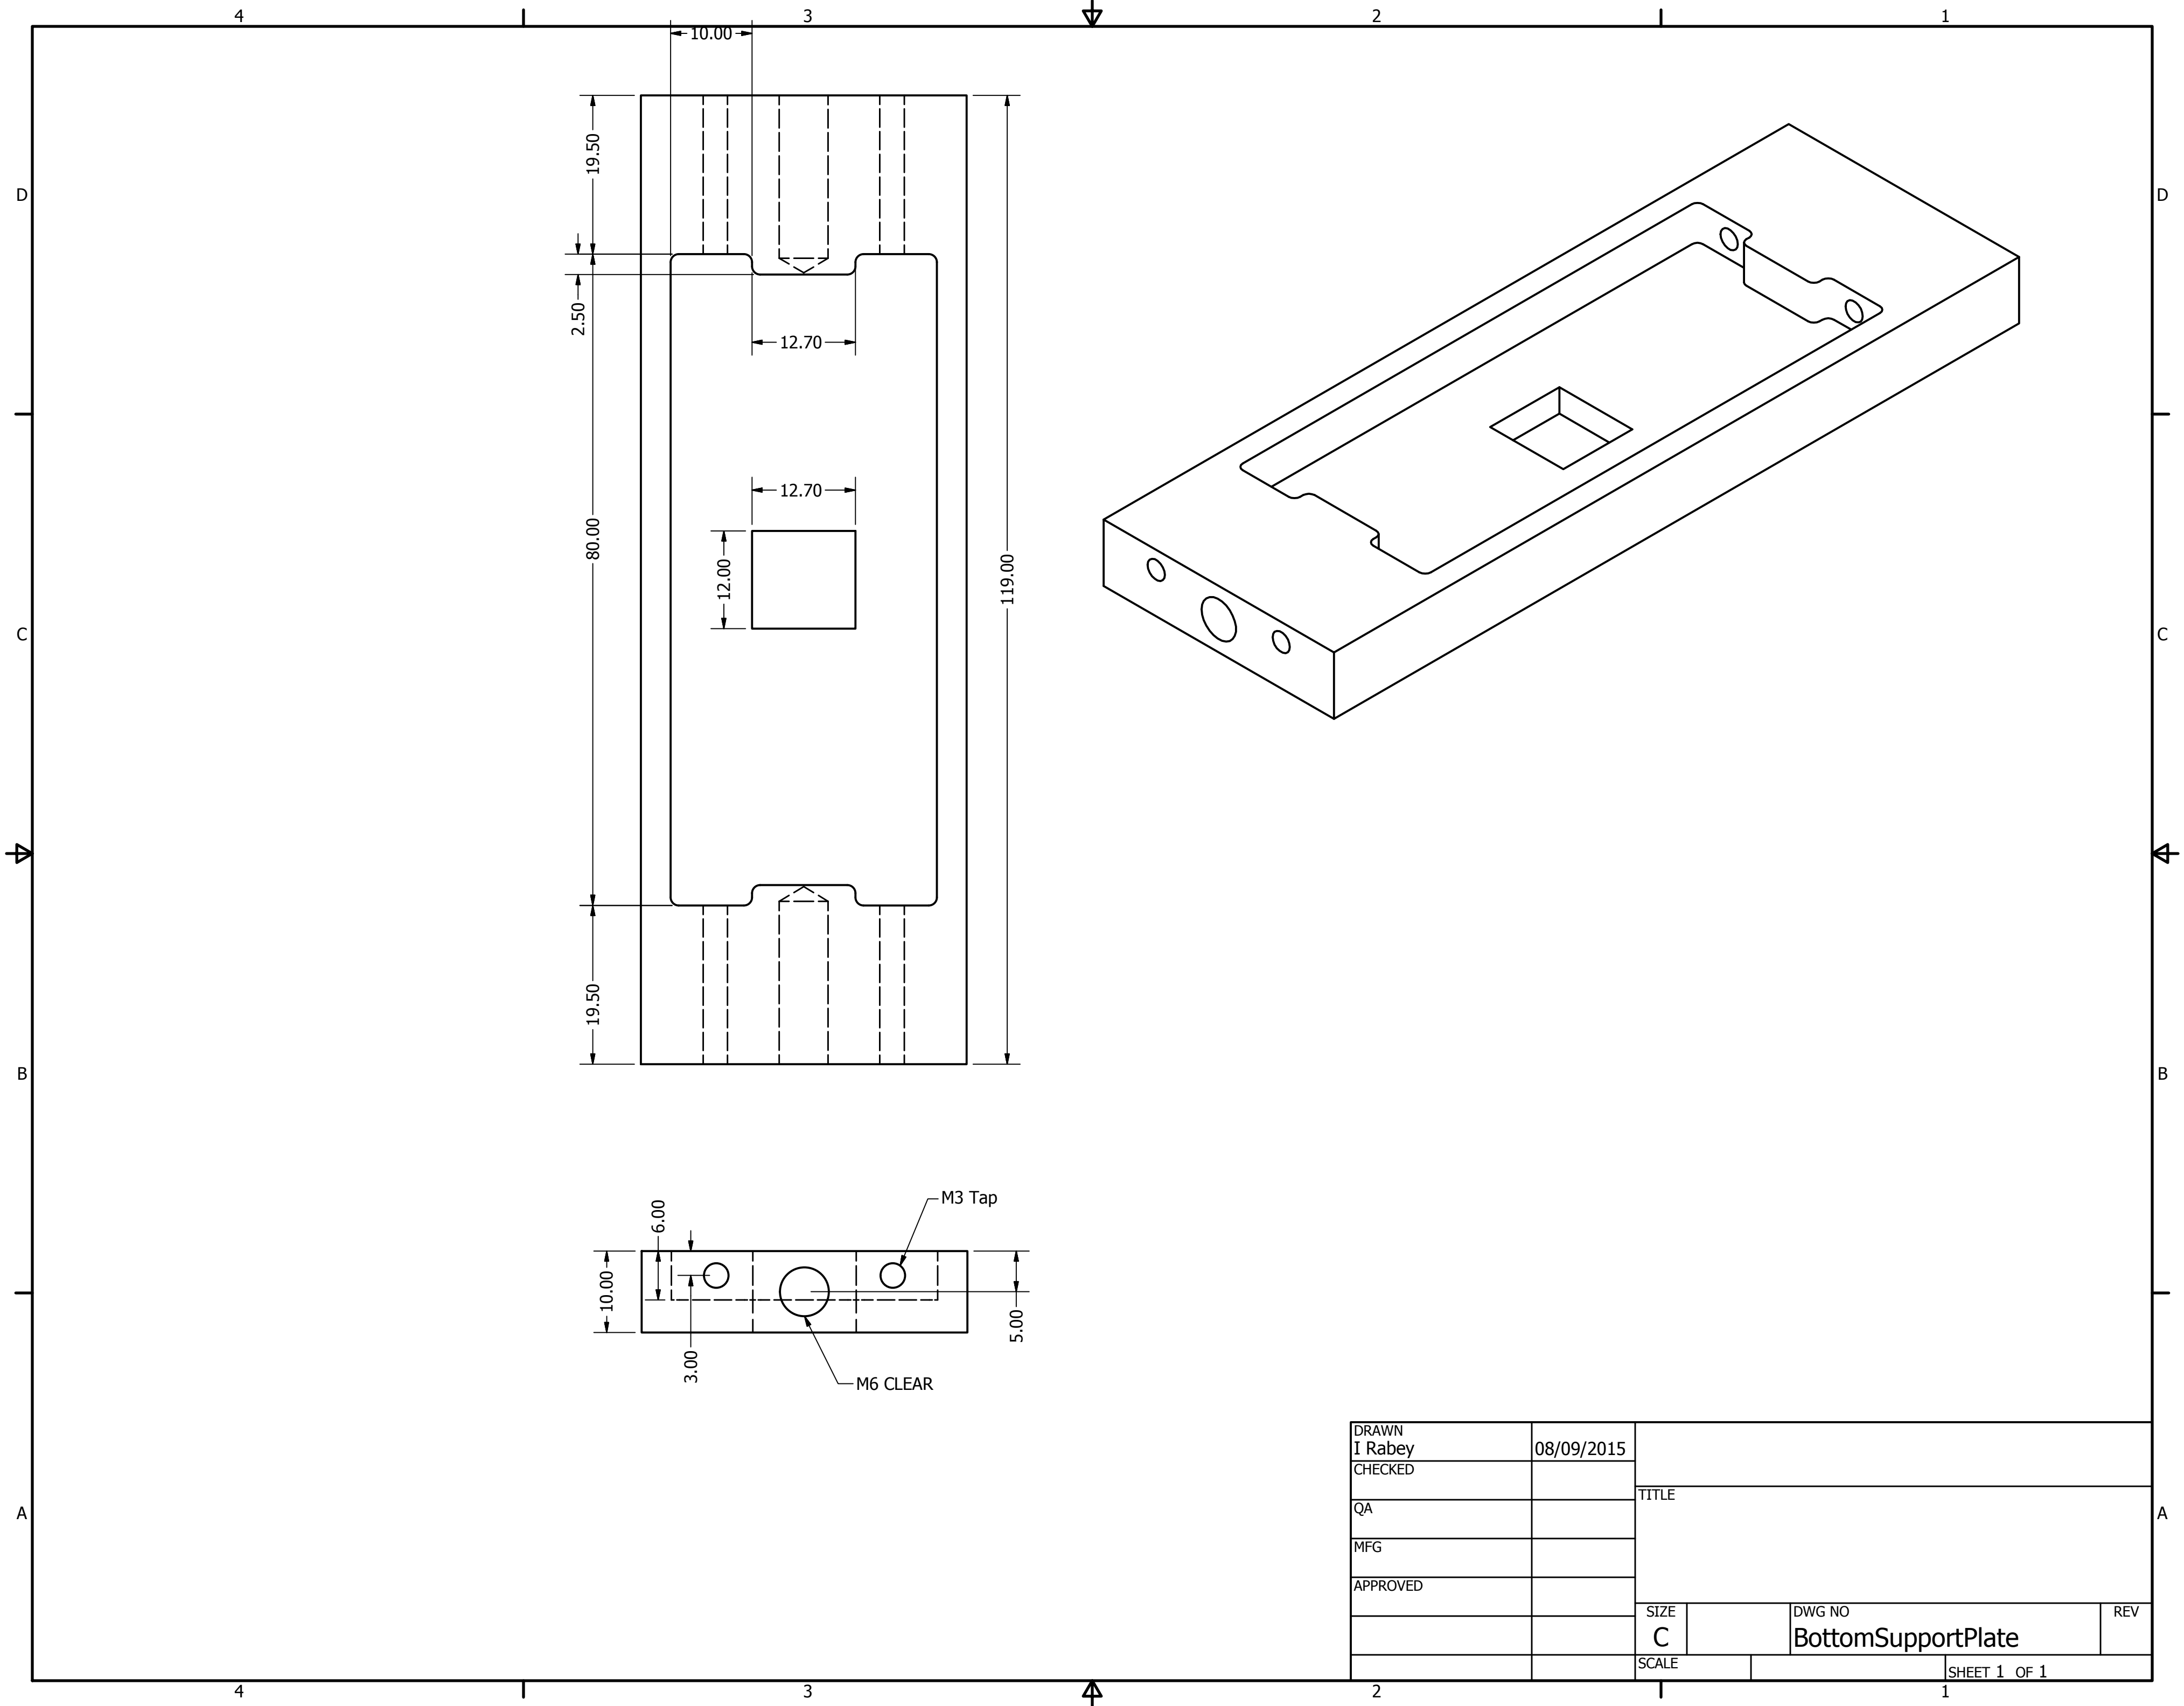 4 3 2 1
10.00
19.50
D D
2.50
12.70
12.70
80.00
12.00
119.00
C C
19.50
B B
M3 Tap
6.00
10.00
3.00
5.00
M6 CLEAR
DRAWN
I Rabey 08/09/2015
CHECKED
TITLE
QA
A A
MFG
APPROVED
SIZE DWG NO REV
C BottomSupportPlate
SCALE SHEET 1 OF 1
4 3 2 1